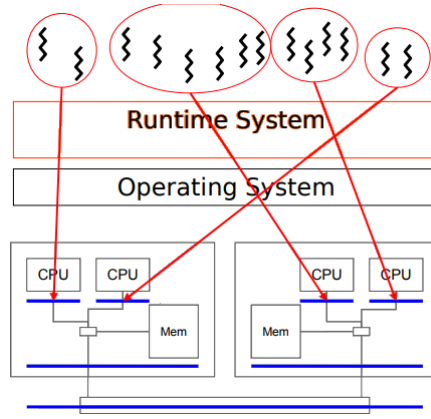 Runtime System
Operating System
CPU CPU CPU CPU
Mem Mem